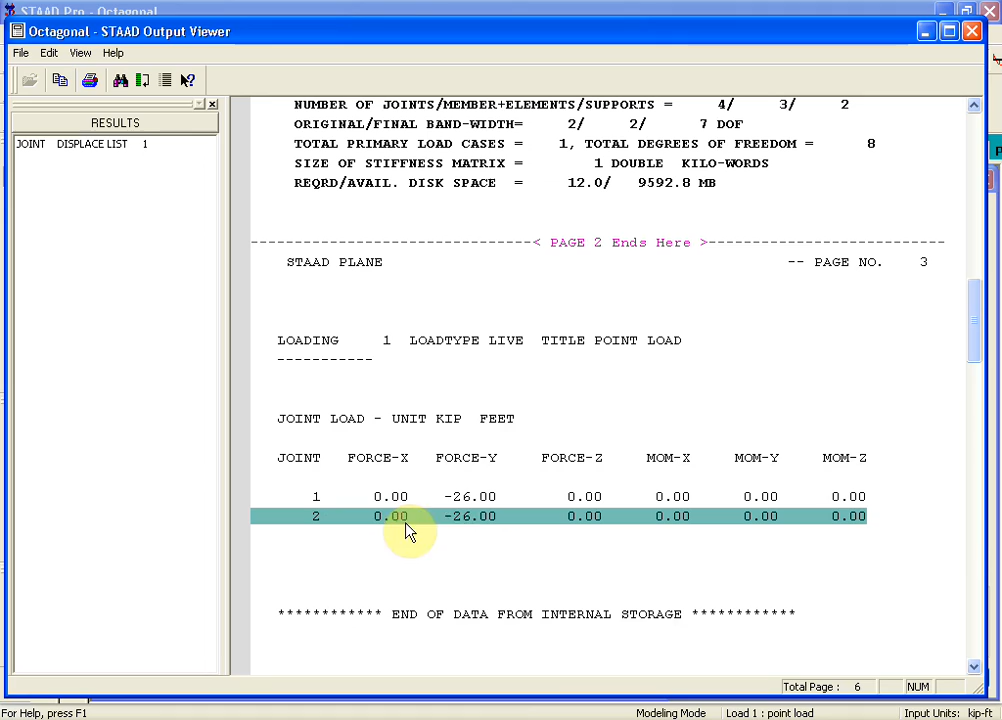 STAAD Pro - Octagonal
Octagonal - STAAD Output Viewer
File Edit View Help
RESULTS
JOINT DISPLACE LIST 1
NUMBER OF JOINTS/MEMBER+ELEMENTS/SUPPORTS = 4/ 3/ 2
ORIGINAL/FINAL BAND-WIDTH= 2/ 2/ 7 DOF
TOTAL PRIMARY LOAD CASES = 1, TOTAL DEGREES OF FREEDOM = 8
SIZE OF STIFFNESS MATRIX = 1 DOUBLE KILO-WORDS
REQRD/AVAIL. DISK SPACE = 12.0/ 9592.8 MB
< PAGE 2 Ends Here >
STAAD PLANE -- PAGE NO. 3
LOADING 1 LOADTYPE LIVE TITLE POINT LOAD
-----------
JOINT LOAD - UNIT KIP FEET
JOINT FORCE-X FORCE-Y FORCE-Z MOM-X MOM-Y MOM-Z
1 0.00 -26.00 0.00 0.00 0.00 0.00
2 0.00 -26.00 0.00 0.00 0.00 0.00
************ END OF DATA FROM INTERNAL STORAGE ************
Total Page : 6 NUM
For Help, press F1 Modeling Mode Load 1 : point load Input Units: kip-ft